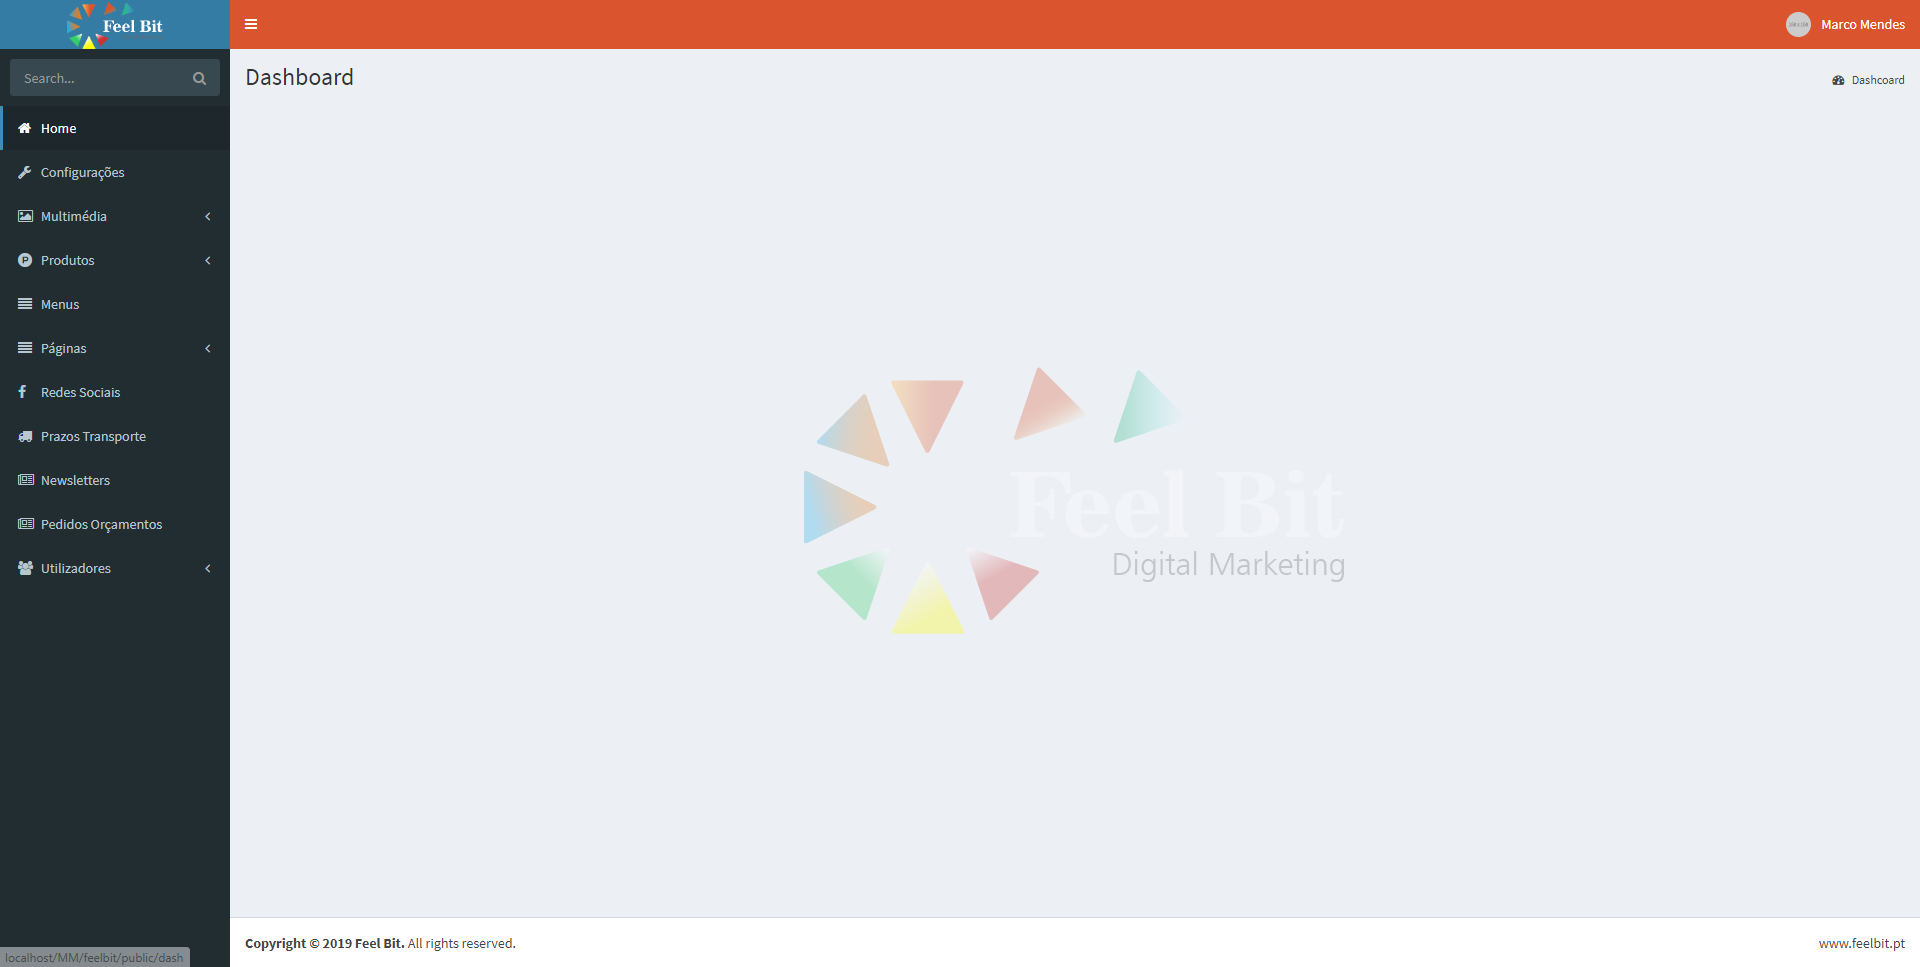 Feel Bit
Marco Mendes
Search...
Dashboard
Dashcoard
Home
Configurações
Multimédia
Produtos
Menus
Páginas
Redes Sociais
Prazos Transporte
Newsletters
Pedidos Orçamentos
Utilizadores
Feel Bit
Digital Marketing
Copyright © 2019 Feel Bit. All rights reserved.
www.feelbit.pt
localhost/MM/feelbit/public/dash